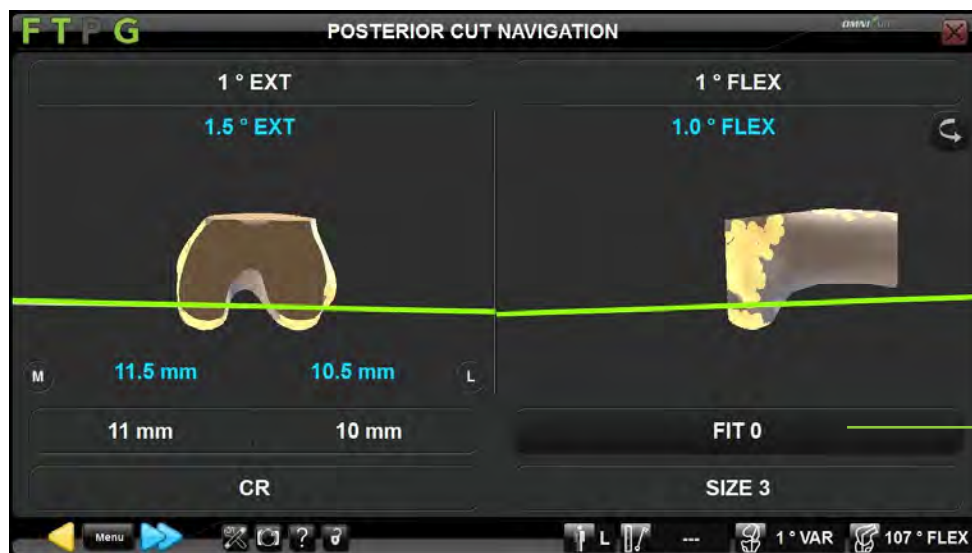 F T P G
POSTERIOR CUT NAVIGATION
1 ° EXT
1 ° FLEX
1.5 ° EXT
1.0 ° FLEX
M
11.5 mm
10.5 mm
L
11 mm
10 mm
FIT 0
CR
SIZE 3
Menu
?
L
---
1 ° VAR
107 ° FLEX